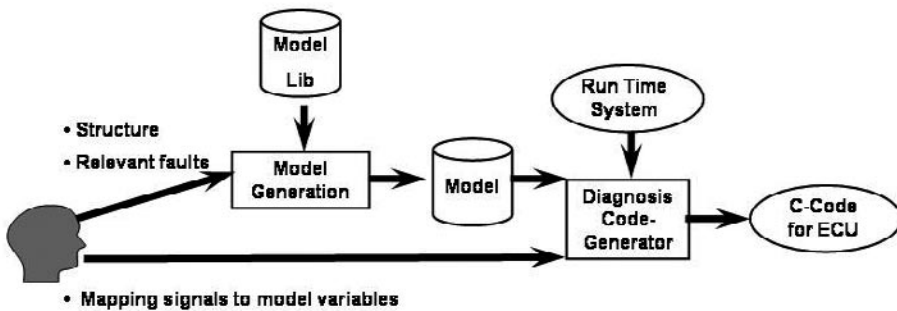 Model
Lib
Run Time
System
• Structure
• Relevant faults
Model
Generation
Model
Diagnosis
Code-
Generator
C-Code
for ECU
• Mapping signals to model variables